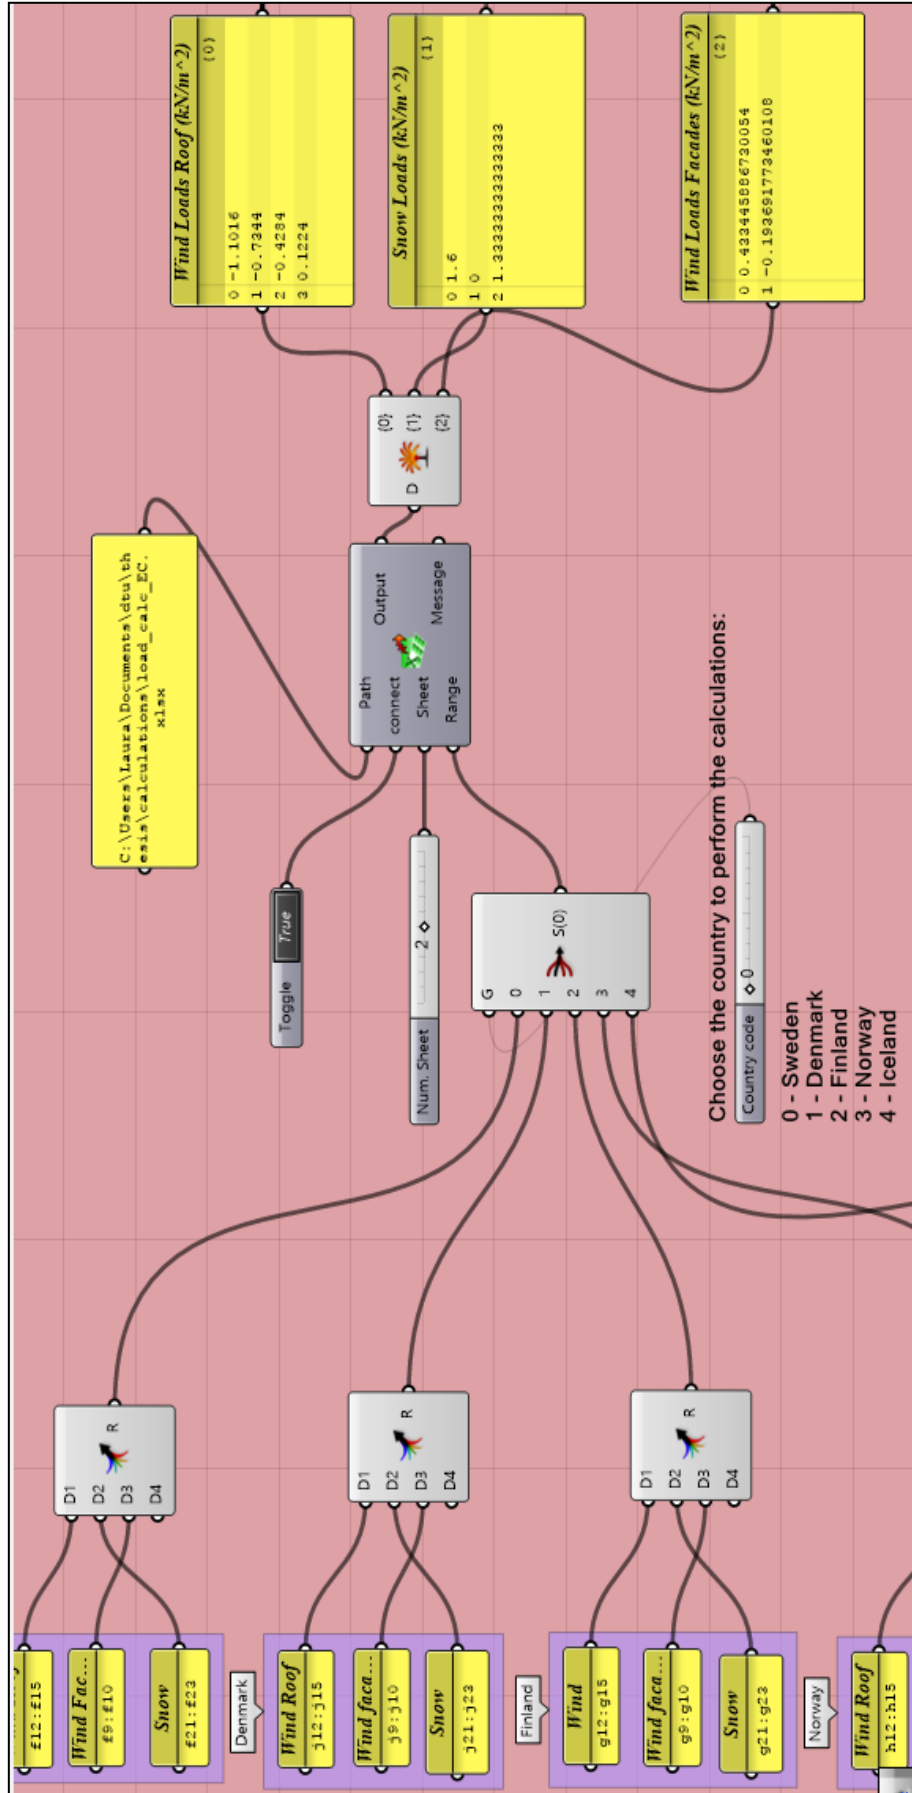 f12:f15
Wind Fac...
f9:f10
Snow
f21:f23
Denmark
Wind Roof
j12:j15
Wind faca...
j9:j10
Snow
j21:j23
Finland
Wind
g12:g15
Wind faca...
g9:g10
Snow
g21:g23
Norway
Wind Roof
h12:h15
D1
D2
D3
D4
R
D1
D2
D3
D4
R
D1
D2
D3
D4
R
C:\Users\Laura\Documents\dtu\th
esis\calculations\load_calc_EC.
xlsx
Toggle True
Num. Sheet 2
G
0
1
2
3
4
S(0)
Choose the country to perform the calculations:
Country code 0
0 - Sweden
1 - Denmark
2 - Finland
3 - Norway
4 - Iceland
Path
connect
Sheet
Range
Output
Message
D
{0}
{1}
{2}
Wind Loads Roof (kN/m^2)
{0}
0 -1.1016
1 -0.7344
2 -0.4284
3 0.1224
Snow Loads (kN/m^2)
{1}
0 1.6
1 0
2 1.33333333333333
Wind Loads Facades (kN/m^2)
{2}
0 0.433445886730054
1 -0.193691773460108